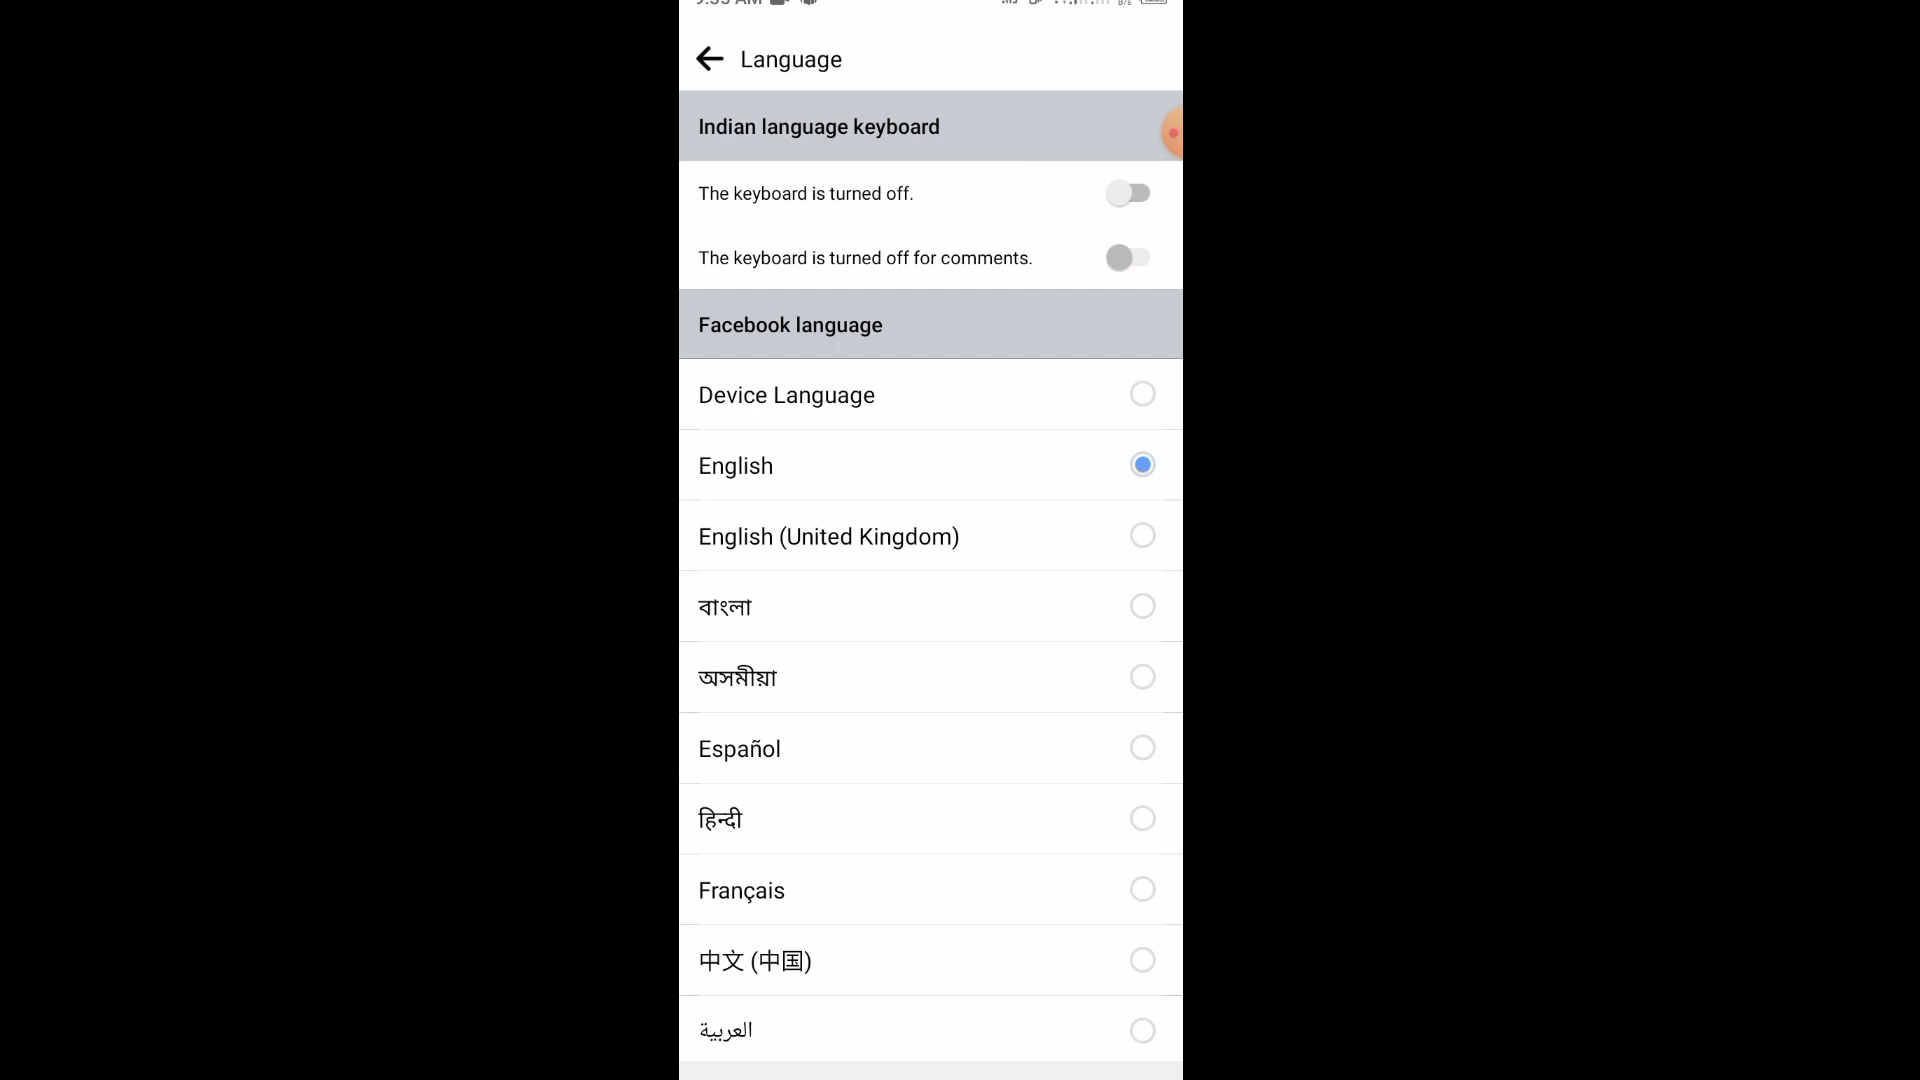 Language
Indian language keyboard
The keyboard is turned off.
The keyboard is turned off for comments.
Facebook language
Device Language
English
English (United Kingdom)
বাংলা
অসমীয়া
Español
हिन्दी
Français
中文 (中国)
العربية